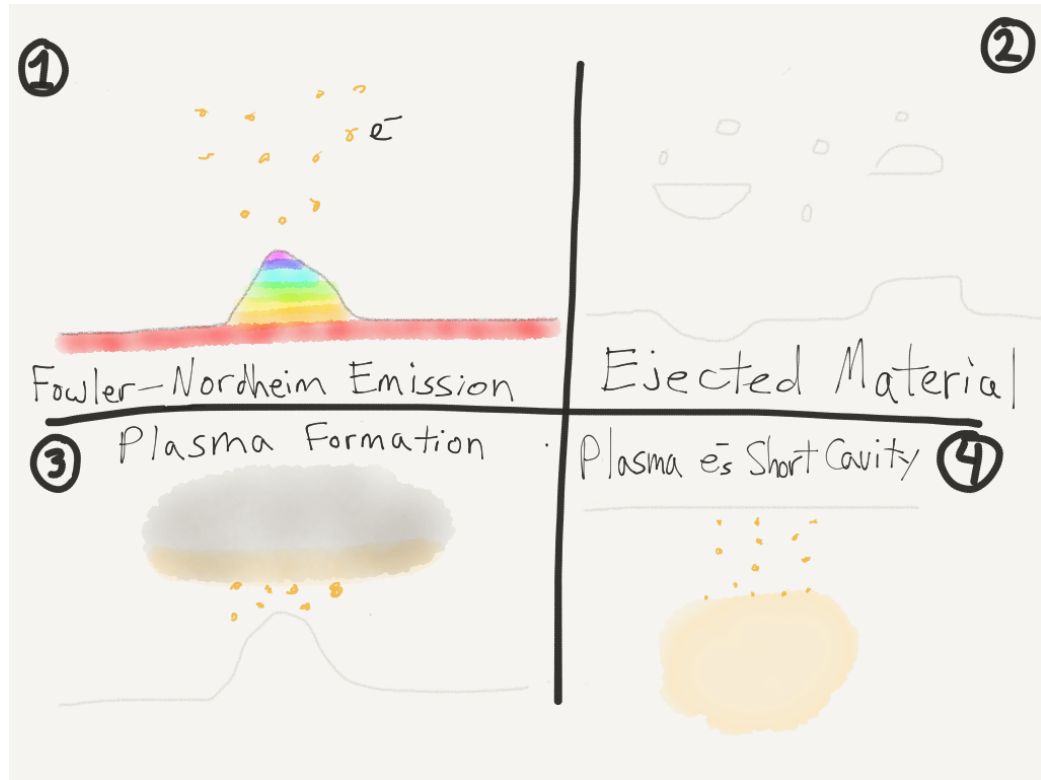 ①
②
e⁻
Fowler-Nordheim Emission
Ejected Material
③
Plasma Formation
Plasma e⁻s Short Cavity
④